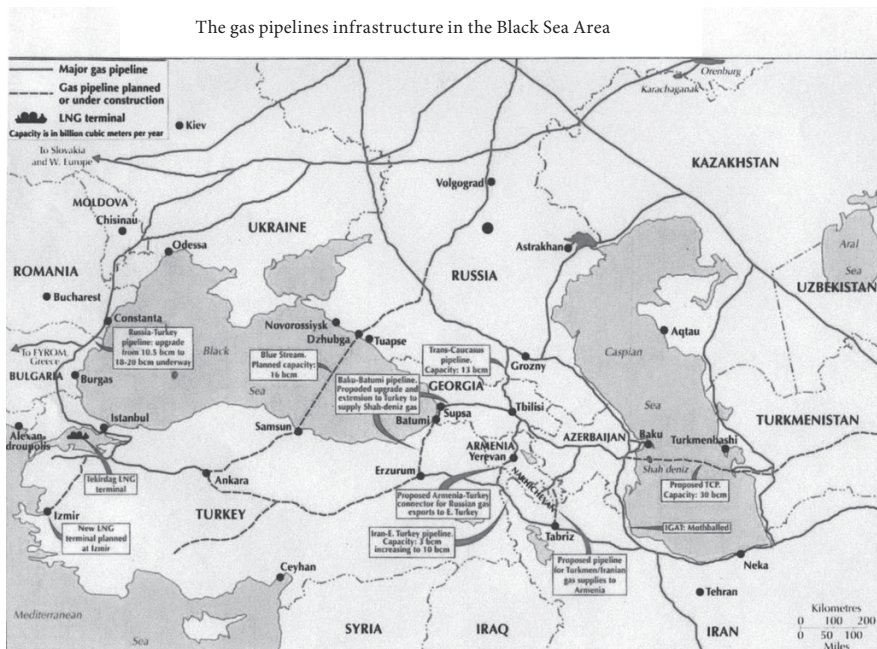 The gas pipelines infrastructure in the Black Sea Area
Major gas pipeline
Gas pipeline planned
or under construction
LNG terminal
Capacity is in billion cubic meters per year
Orenburg
Karachaganak
Kiev
To Slovakia
and W. Europe
KAZAKHSTAN
Volgograd
MOLDOVA
Chisinau
UKRAINE
Odessa
Astrakhan
Aral
Sea
ROMANIA
RUSSIA
UZBEKISTAN
Bucharest
Constanta
Novorossiysk
Dzhubga
Tuapse
Aqtau
Russia-Turkey
pipeline: upgrade
from 10.5 bcm to
18-20 bcm underway
Black
Sea
Blue Stream.
Planned capacity:
16 bcm
Trans-Caucasus
pipeline.
Capacity: 13 bcm
Caspian
Sea
To FYROM,
Greece
Grozny
BULGARIA
Burgas
Baku-Batumi pipeline.
Propoded upgrade and
extension to Turkey to
supply Shah-deniz gas
GEORGIA
Supsa
Batumi
Tbilisi
TURKMENISTAN
Istanbul
Alexan
droupolis
Samsun
ARMENIA
Yerevan
AZERBAIJAN
Baku
Turkmenbashi
Shah deniz
Tekirdag LNG
terminal
Ankara
Erzurum
NAKHICHEVAN
Proposed TCP.
Capacity: 30 bcm
Proposed Armenia-Turkey
connector for Russian gas
exports to E. Turkey
Izmir
TURKEY
New LNG
terminal planned
at Izmir
Iran-E. Turkey pipeline.
Capacity: 3 bcm
increasing to 10 bcm
Tabriz
IGAT: Mothballed
Proposed pipeline
for Turkmen/Iranian
gas supplies to
Armenia
Neka
Ceyhan
Tehran
Mediterranean
Sea
SYRIA
IRAQ
IRAN
Kilometres
0 100 200
0 50 100
Miles